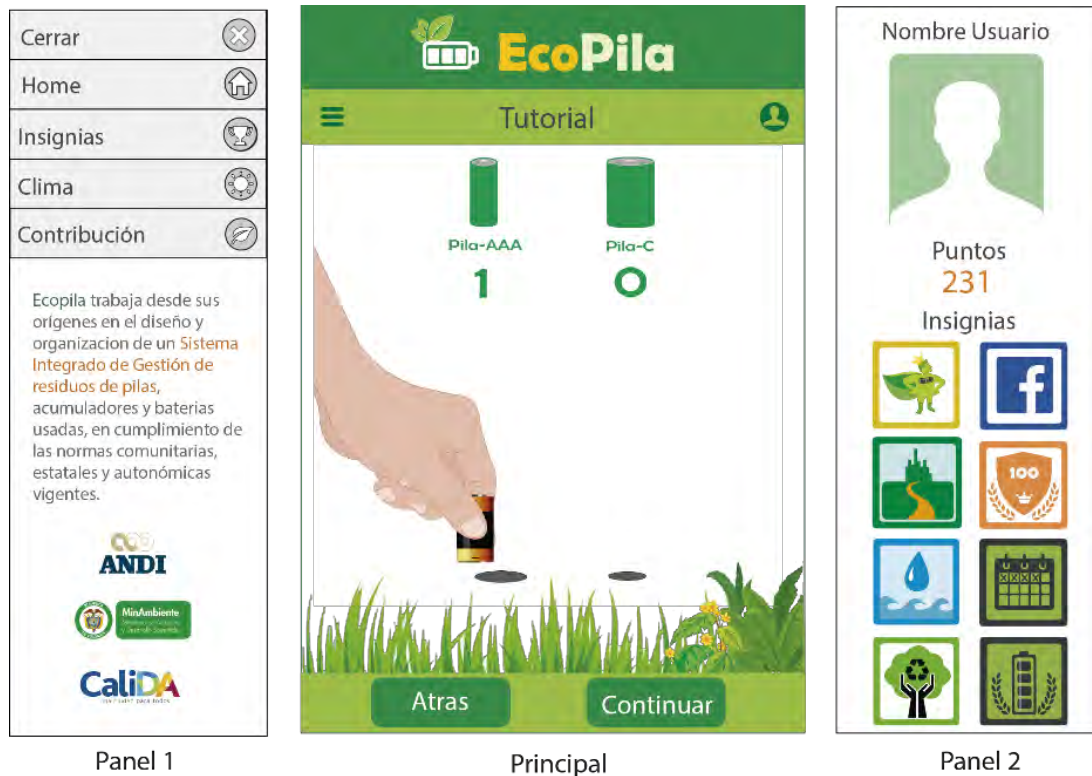 Cerrar
Home
Insignias
Clima
Contribución
Ecopila trabaja desde sus
orígenes en el diseño y
organizacion de un Sistema
Integrado de Gestión de
residuos de pilas,
acumuladores y baterias
usadas, en cumplimiento de
las normas comunitarias,
estatales y autonómicas
vigentes.
ANDI
MinAmbiente
CaliDA
Panel 1
EcoPila
Tutorial
Pila-AAA
Pila-C
1
0
Atras
Continuar
Principal
Nombre Usuario
Puntos
231
Insignias
f
100
XXXX
Panel 2